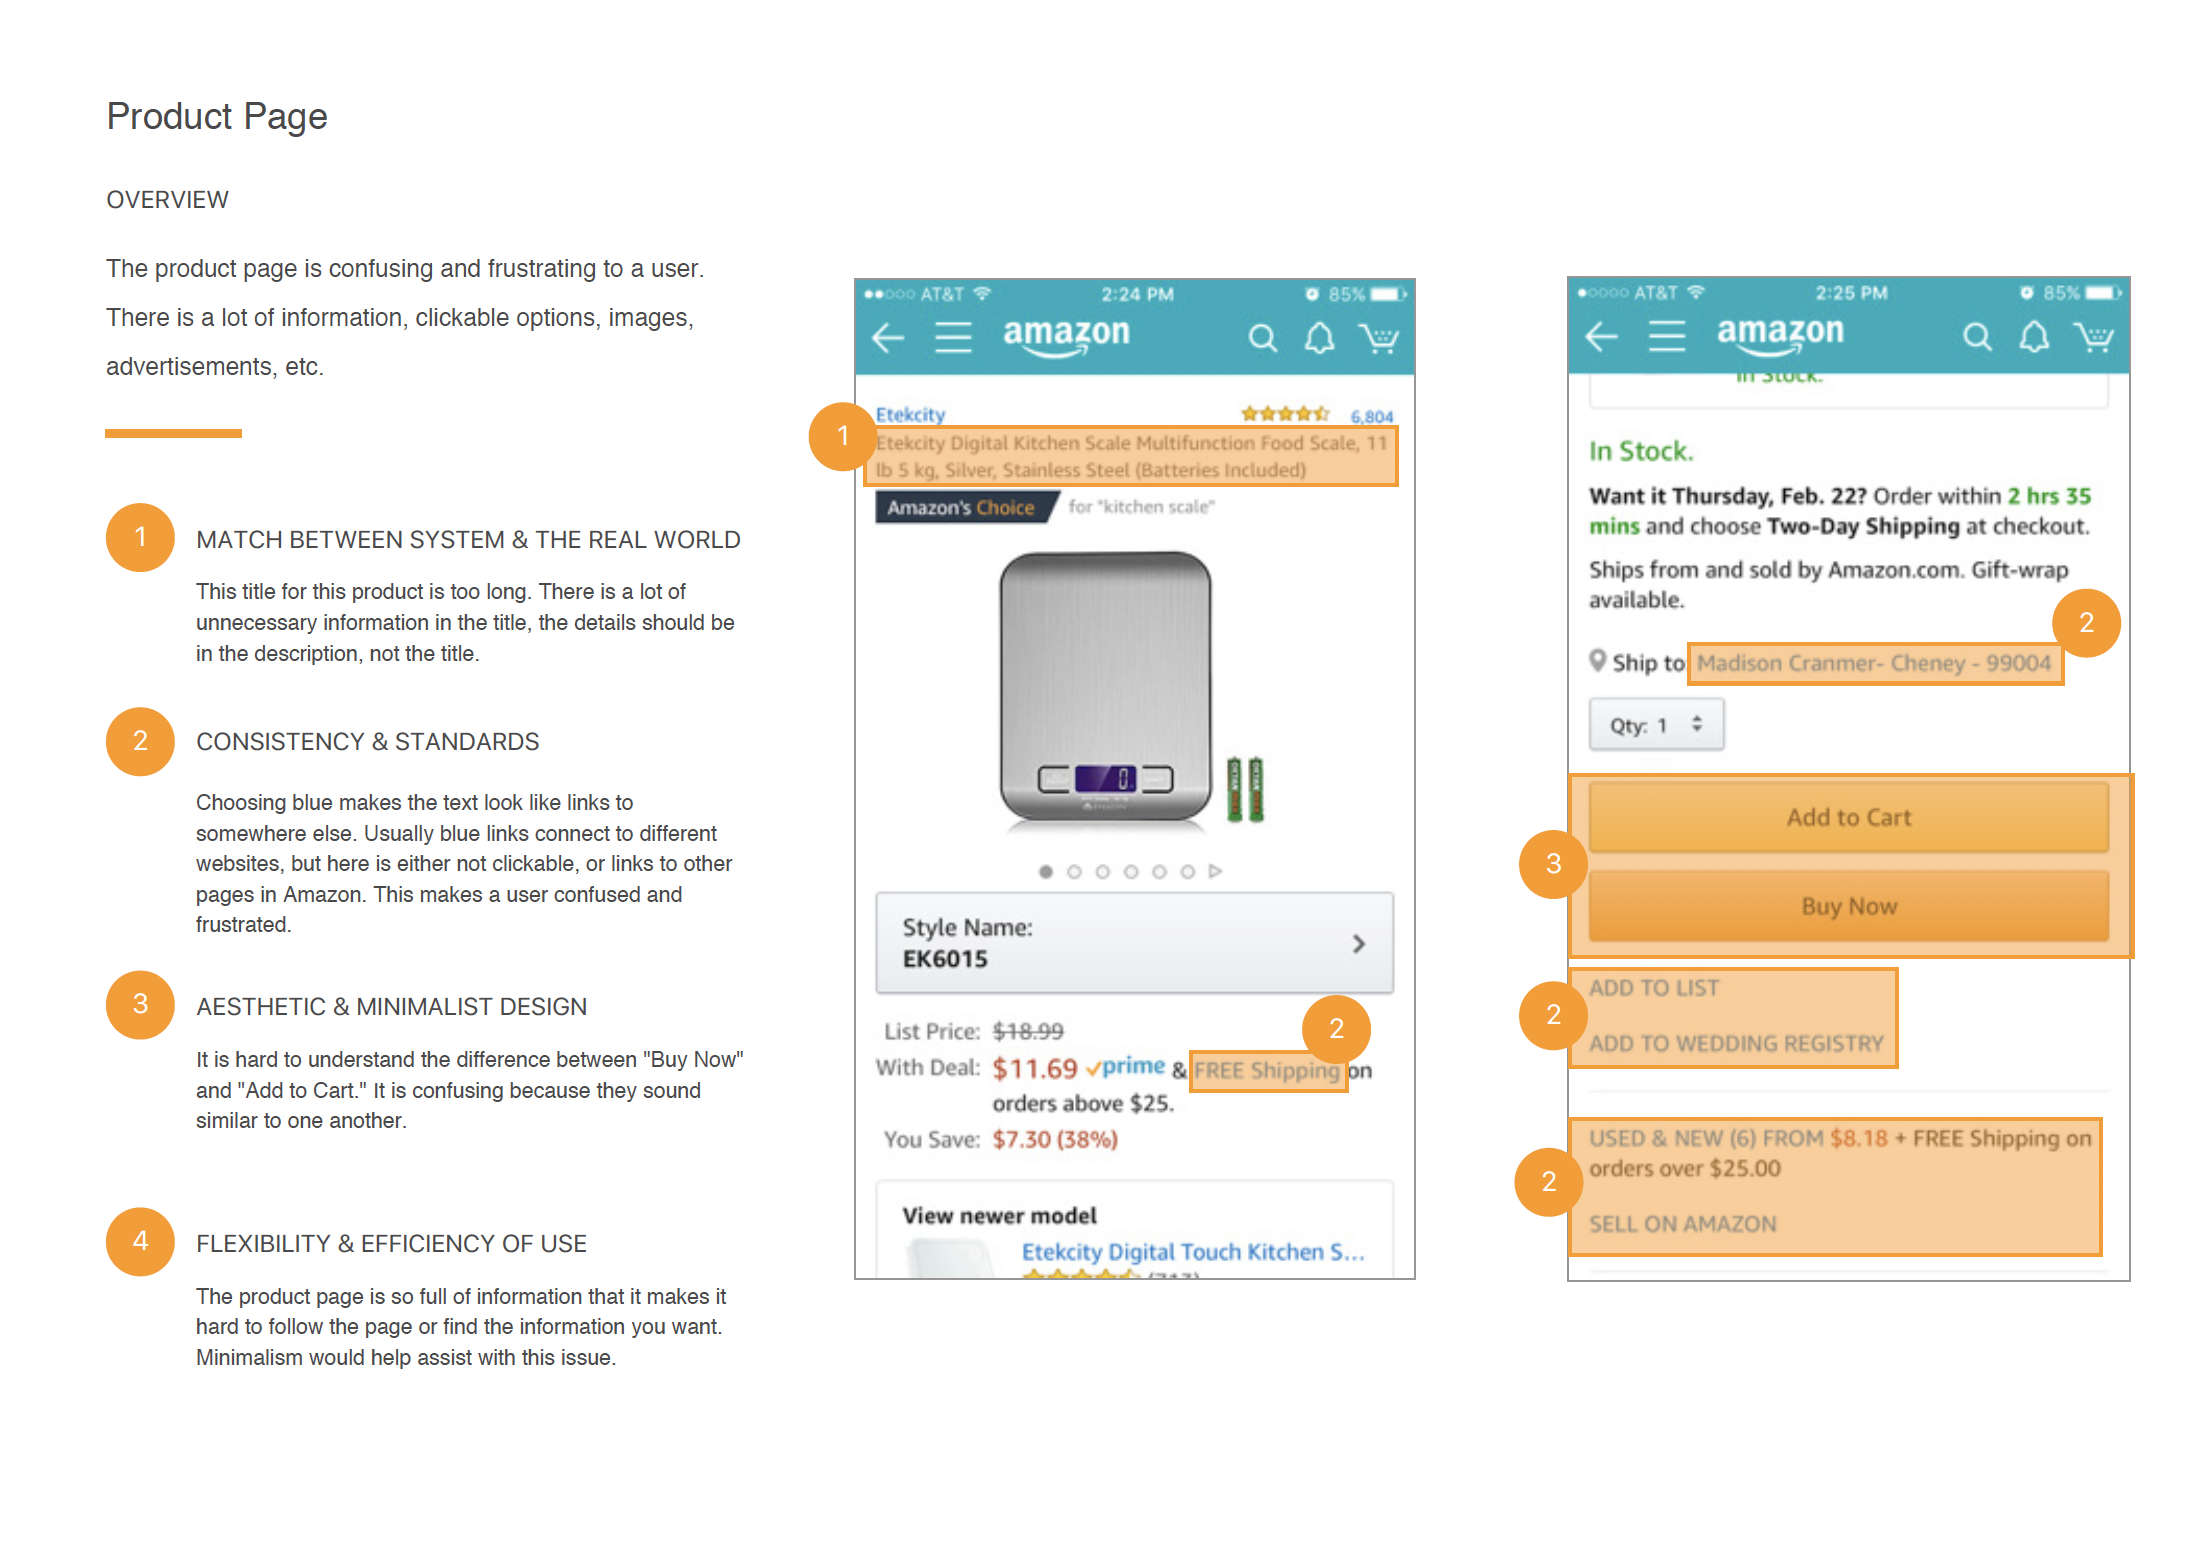 Product Page
OVERVIEW
The product page is confusing and frustrating to a user.
There is a lot of information, clickable options, images,
advertisements, etc.
1
MATCH BETWEEN SYSTEM & THE REAL WORLD
This title for this product is too long. There is a lot of
unnecessary information in the title, the details should be
in the description, not the title.
2
CONSISTENCY & STANDARDS
Choosing blue makes the text look like links to
somewhere else. Usually blue links connect to different
websites, but here is either not clickable, or links to other
pages in Amazon. This makes a user confused and
frustrated.
3
AESTHETIC & MINIMALIST DESIGN
It is hard to understand the difference between "Buy Now"
and "Add to Cart." It is confusing because they sound
similar to one another.
4
FLEXIBILITY & EFFICIENCY OF USE
The product page is so full of information that it makes it
hard to follow the page or find the information you want.
Minimalism would help assist with this issue.
AT&T 2:24 PM 85%
amazon
Etekcity 6,804
1
Etekcity Digital Kitchen Scale Multifunction Food Scale, 11
lb 5 kg, Silver, Stainless Steel (Batteries Included)
Amazon's Choice for "kitchen scale"
0
Style Name:
EK6015
List Price: $18.99
2
With Deal: $11.69 prime & FREE Shipping on
orders above $25.
You Save: $7.30 (38%)
View newer model
Etekcity Digital Touch Kitchen S...
AT&T 2:25 PM 85%
amazon
In Stock.
In Stock.
Want it Thursday, Feb. 22? Order within 2 hrs 35
mins and choose Two-Day Shipping at checkout.
Ships from and sold by Amazon.com. Gift-wrap
available.
2
Ship to: Madison Cranmer- Cheney - 99004
Qty: 1
Add to Cart
3
Buy Now
ADD TO LIST
2
ADD TO WEDDING REGISTRY
USED & NEW (6) FROM $8.18 + FREE Shipping on
orders over $25.00
2
SELL ON AMAZON